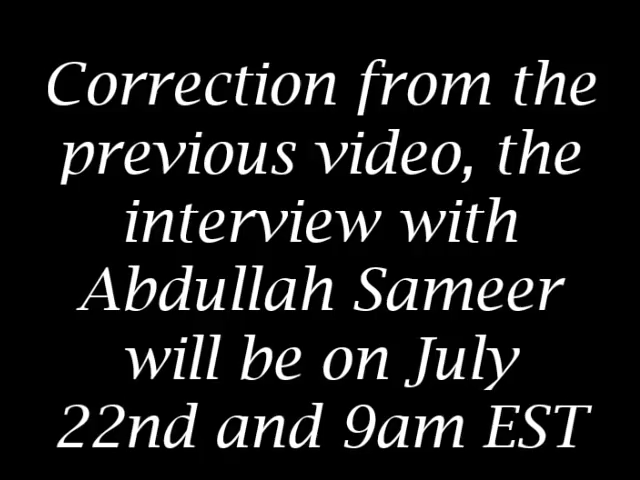 Correction from the
previous video, the
interview with
Abdullah Sameer
will be on July
22nd and 9am EST